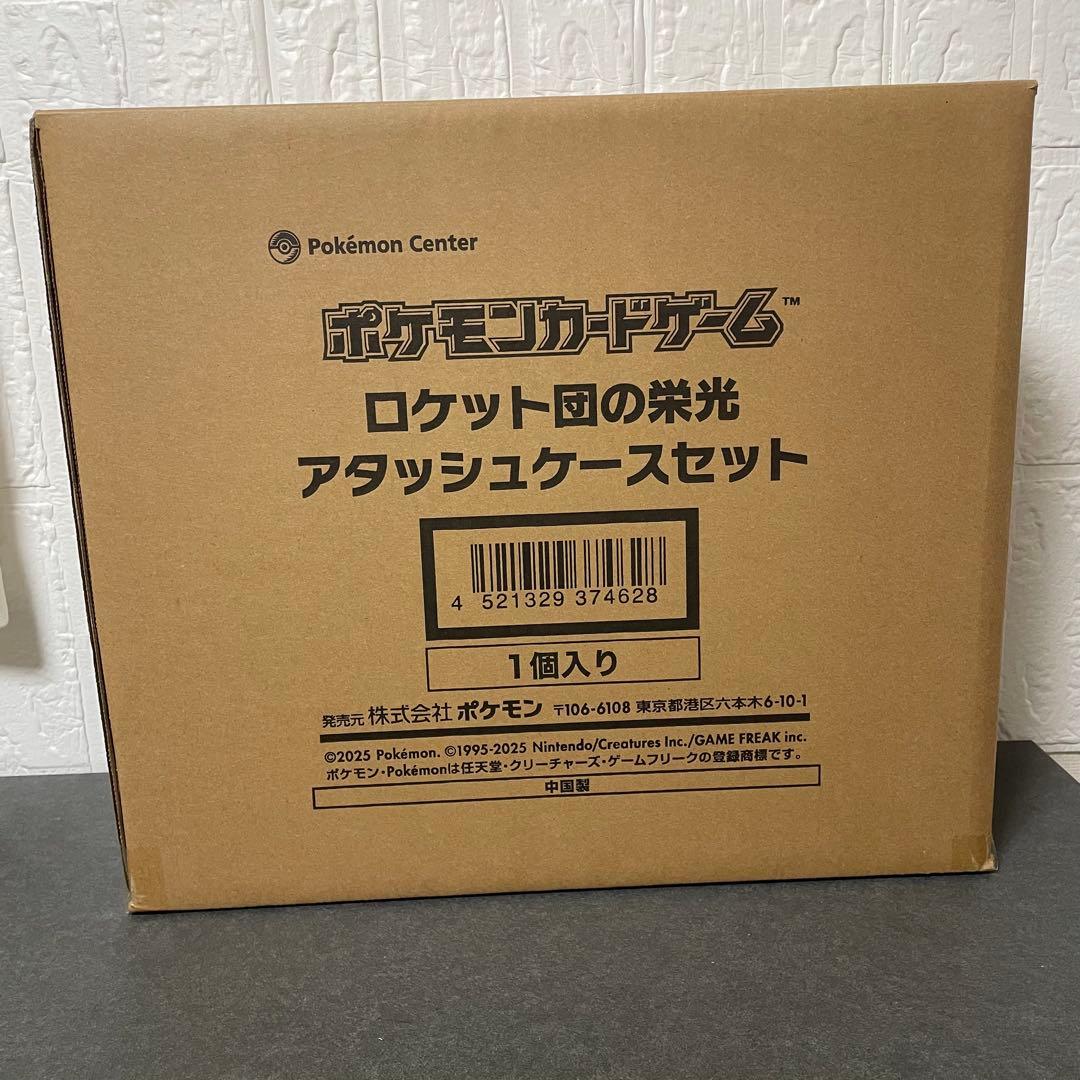 Pokémon Center
ポケモンカードゲーム™
ロケット団の栄光
アタッシュケースセット
4 521329 374628
1個入り
発売元 株式会社 ポケモン 〒106-6108 東京都港区六本木6-10-1
©2025 Pokémon. ©1995-2025 Nintendo/Creatures Inc./GAME FREAK inc.
ポケモン・Pokémonは任天堂・クリーチャーズ・ゲームフリークの登録商標です。
中国製